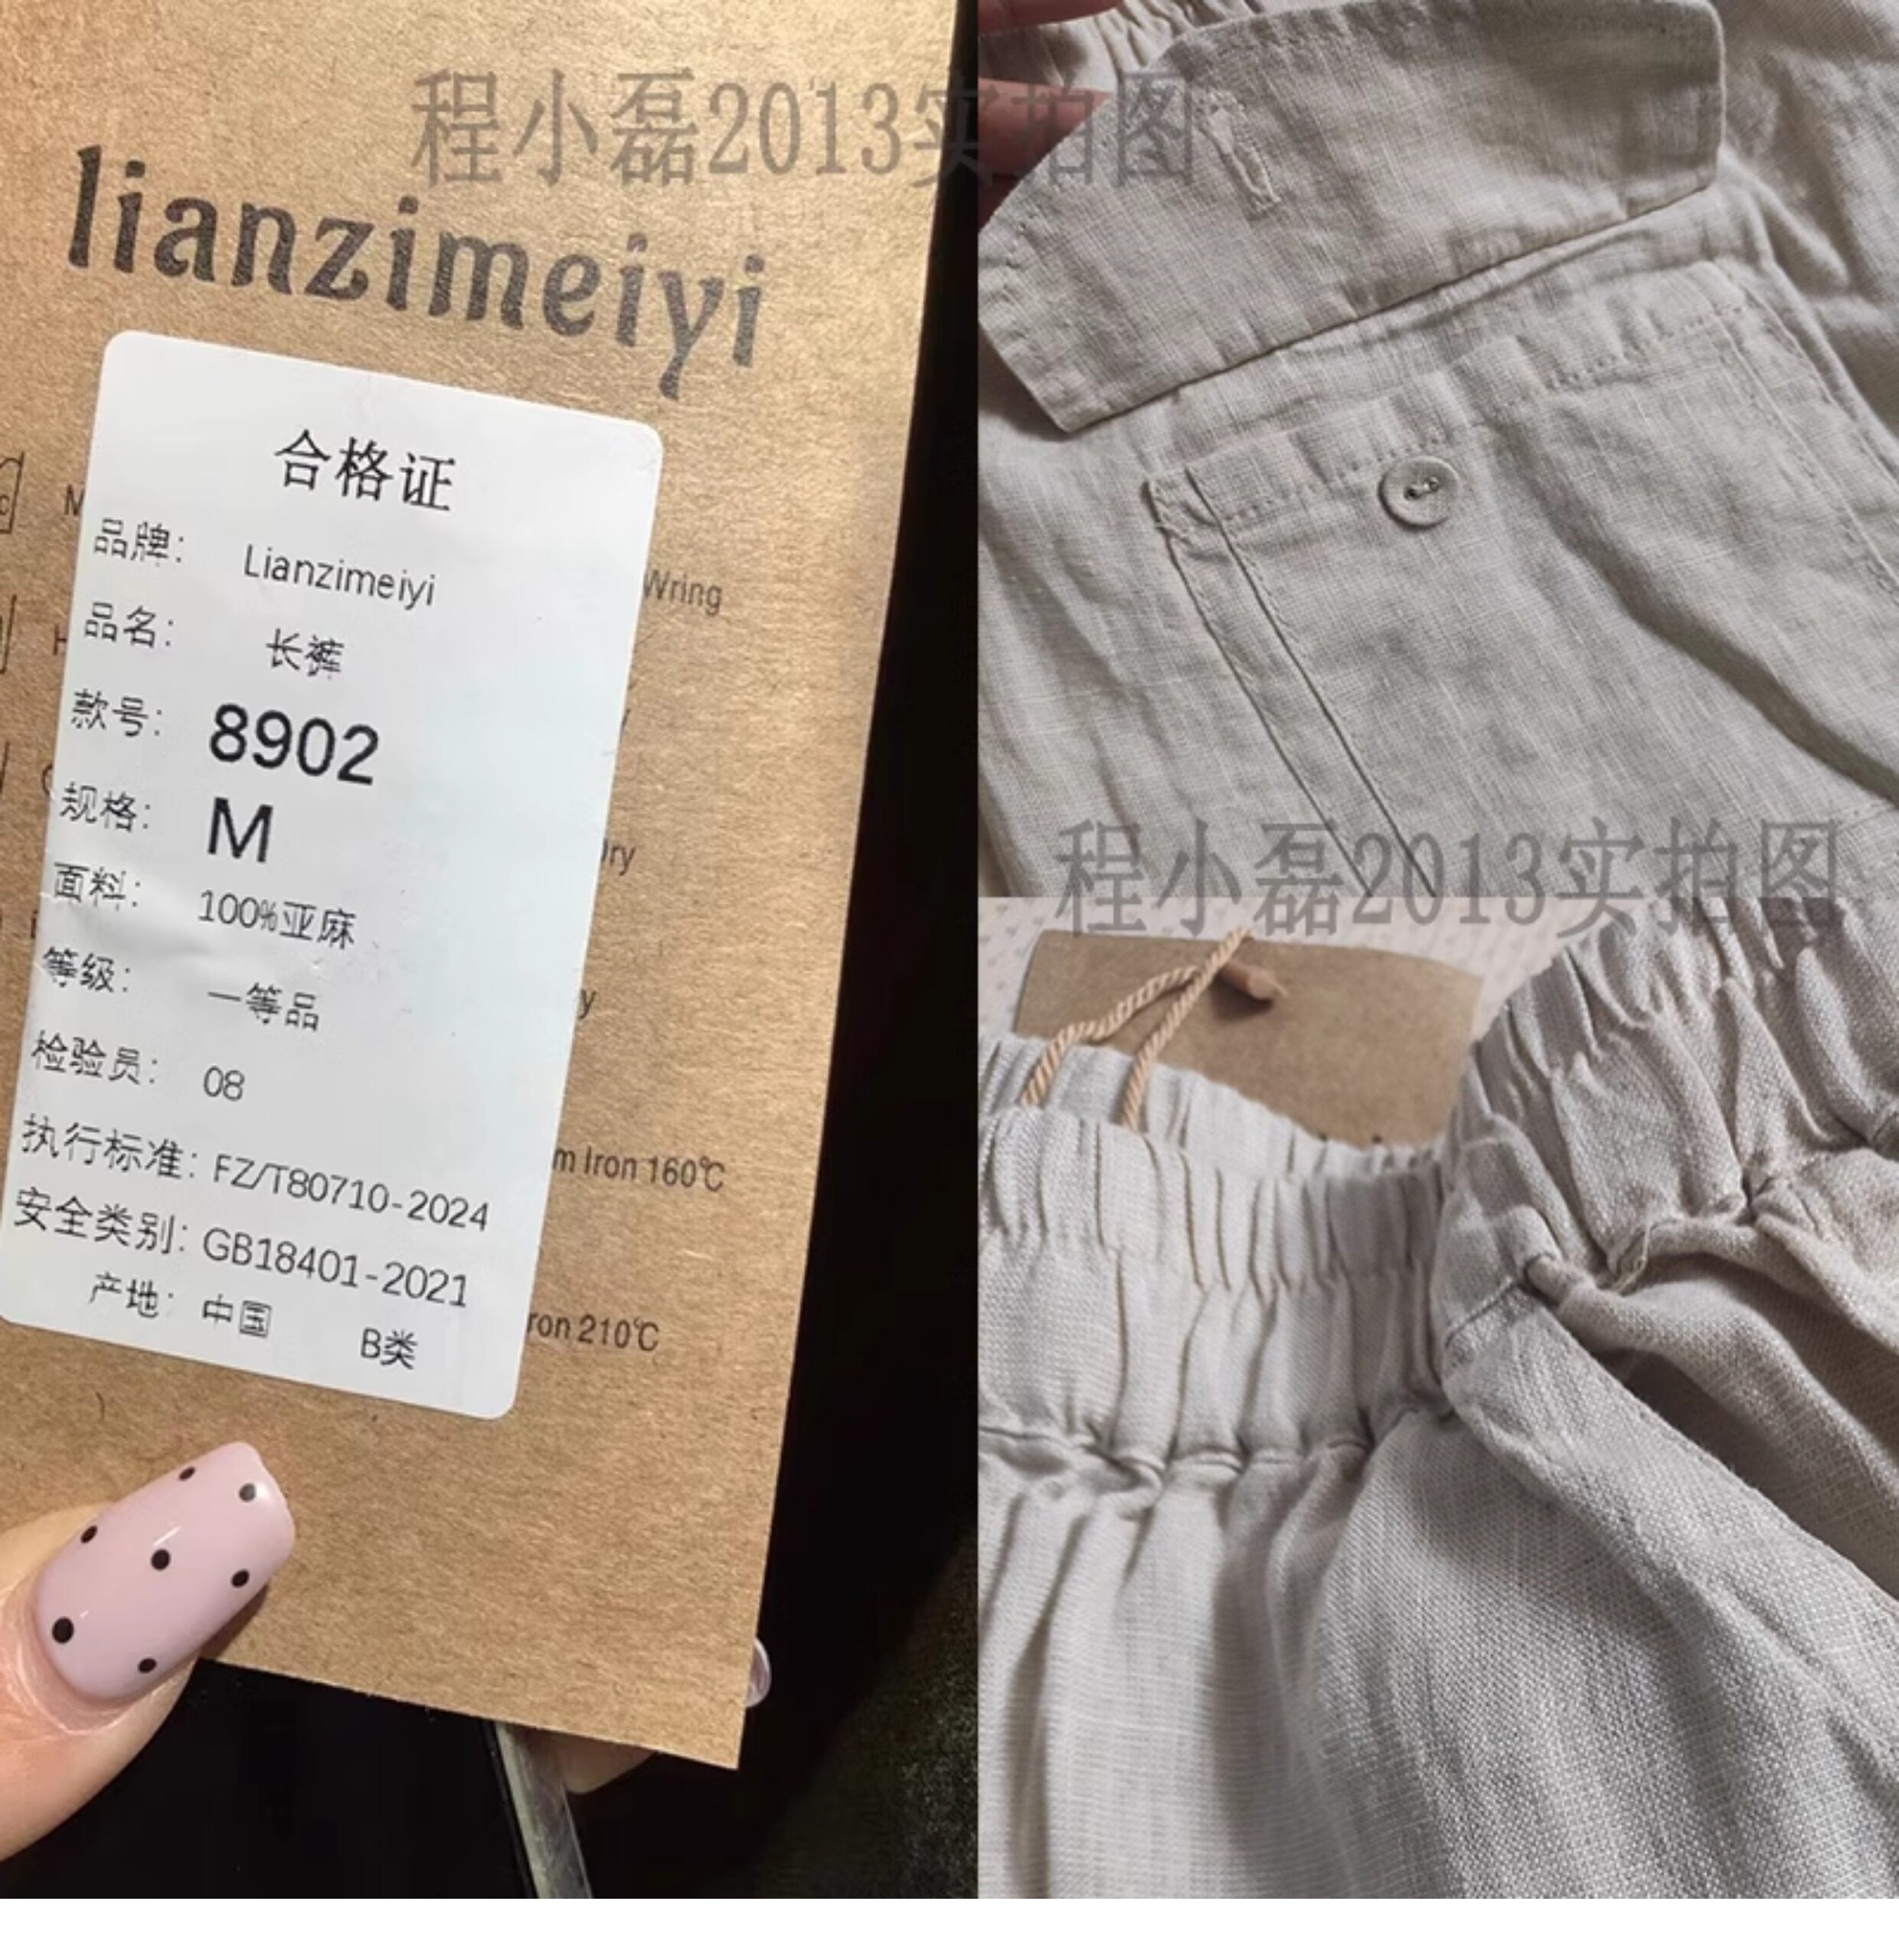 程小磊2013实拍图
lianzimeiyi
合格证
品牌: Lianzimeiyi
品名: 长裤
款号: 8902
规格: M
面料: 100%亚麻
等级: 一等品
检验员: 08
执行标准: FZ/T80710-2024
安全类别: GB18401-2021
产地: 中国 B类
Wring
Iron 160℃
210℃
程小磊2013实拍图